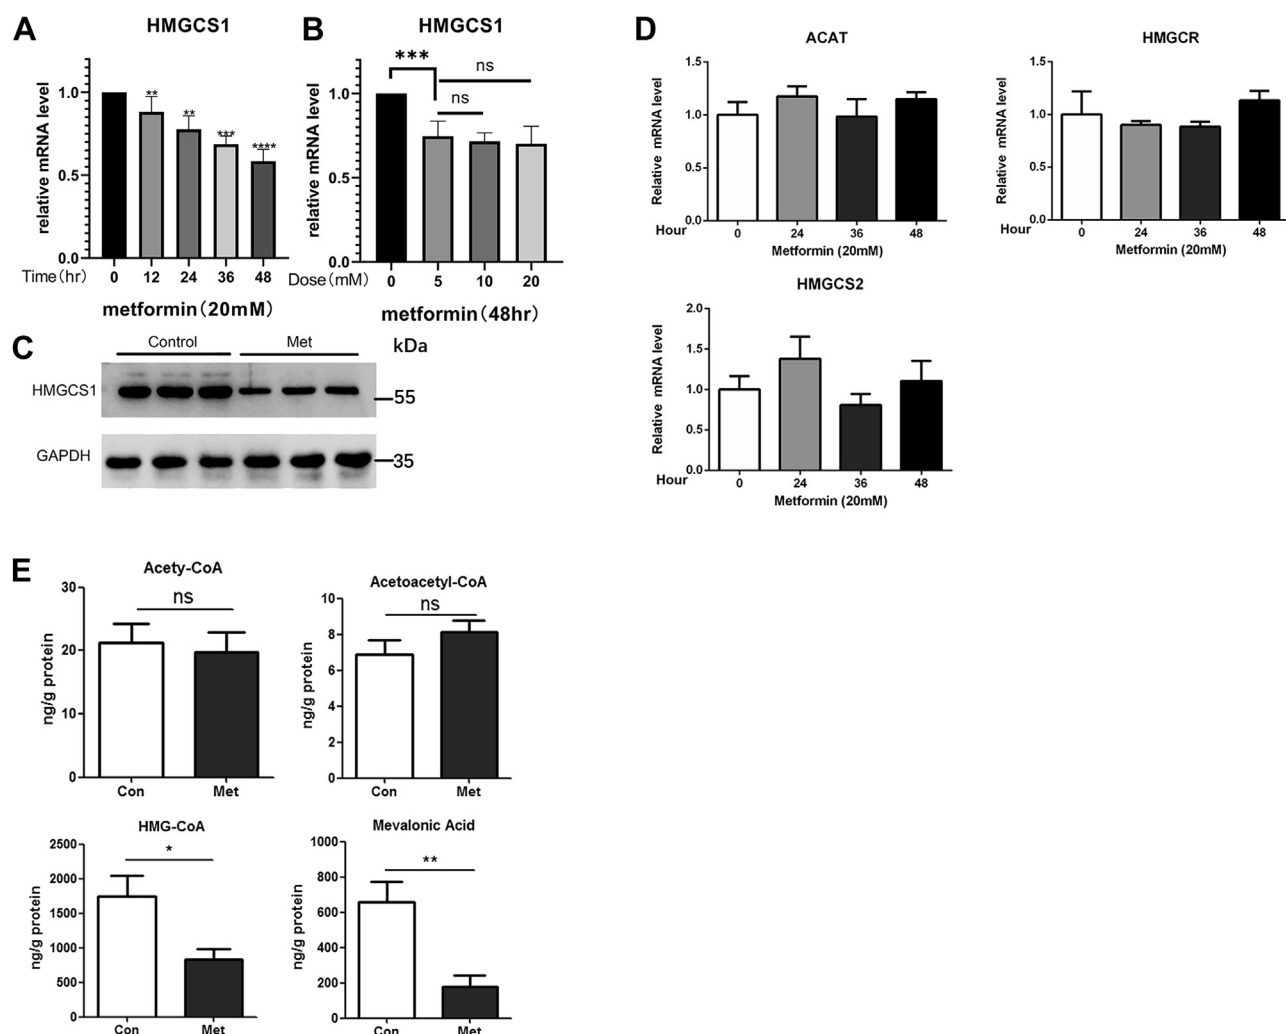 A
HMGCS1
relative mRNA level
1.0
0.5
0.0
**
**
***
****
Time(hr) 0 12 24 36 48
metformin(20mM)
B
HMGCS1
relative mRNA level
1.0
0.5
0.0
***
ns
ns
Dose(mM) 0 5 10 20
metformin(48hr)
C
Control Met kDa
HMGCS1
55
GAPDH
35
D
ACAT
Relative mRNA level
1.5
1.0
0.5
0.0
Hour 0 24 36 48
Metformin (20mM)
HMGCR
Relative mRNA level
1.5
1.0
0.5
0.0
Hour 0 24 36 48
Metformin (20mM)
HMGCS2
Relative mRNA level
2.0
1.5
1.0
0.5
0.0
Hour 0 24 36 48
Metformin (20mM)
E
Acety-CoA
ng/g protein
30
20
10
0
ns
Con Met
Acetoacetyl-CoA
ng/g protein
10
8
6
4
2
0
ns
Con Met
HMG-CoA
ng/g protein
2500
2000
1500
1000
500
0
*
Con Met
Mevalonic Acid
ng/g protein
1000
800
600
400
200
0
**
Con Met